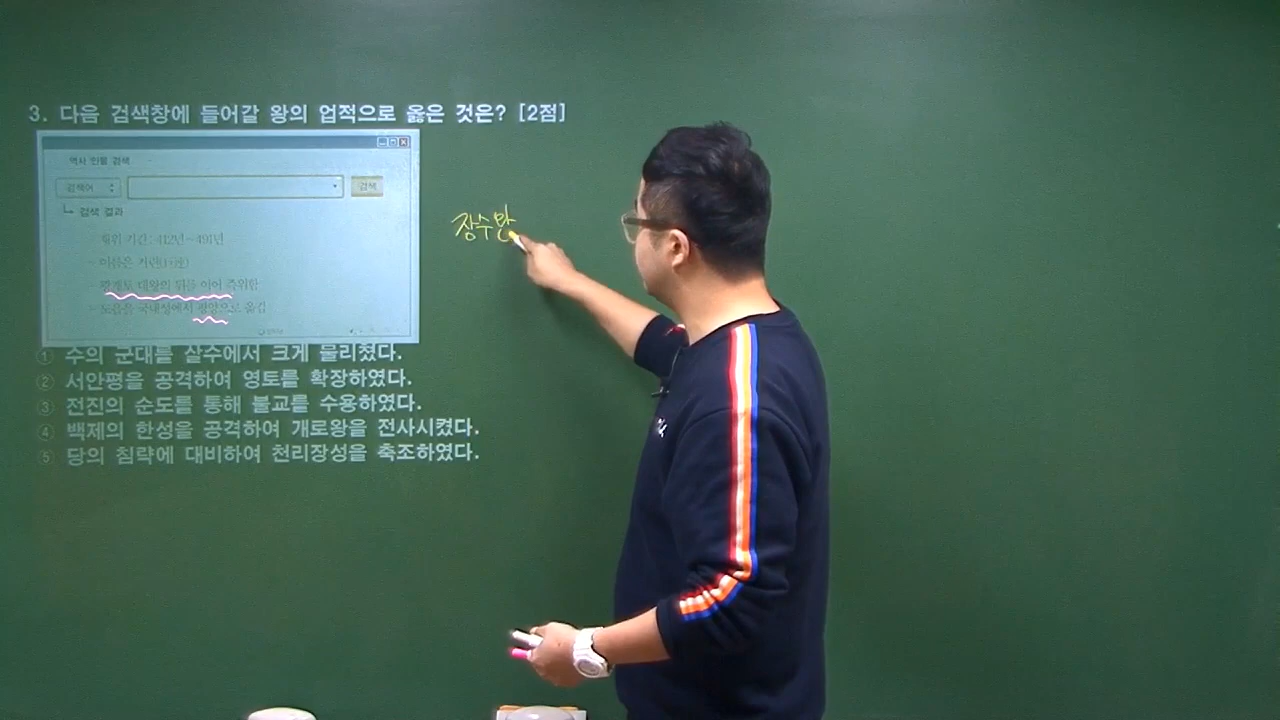 3. 다음 검색창에 들어갈 왕의 업적으로 옳은 것은? [2점]
역사 인물 검색
검색어
검색
검색 결과
재위 기간: 412년~491년
이름은
광개토 대왕의 뒤를 이어 즉위함
도읍을 국내성에서 평양으로 옮김
장수
① 수의 군대를 살수에서 크게 물리쳤다.
② 서안평을 공격하여 영토를 확장하였다.
③ 전진의 순도를 통해 불교를 수용하였다.
④ 백제의 한성을 공격하여 개로왕을 전사시켰다.
⑤ 당의 침략에 대비하여 천리장성을 축조하였다.